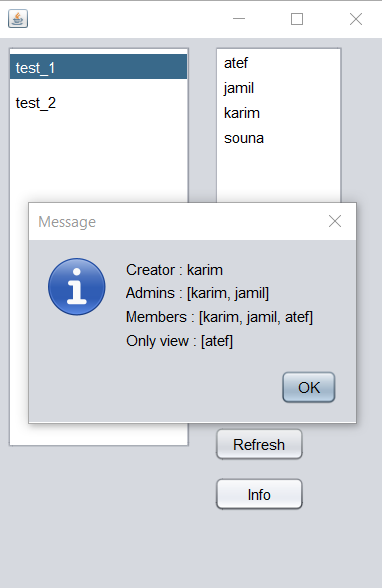 test_1
test_2
atef
jamil
karim
souna
Message
Creator : karim
Admins : [karim, jamil]
Members : [karim, jamil, atef]
Only view : [atef]
OK
Refresh
Info